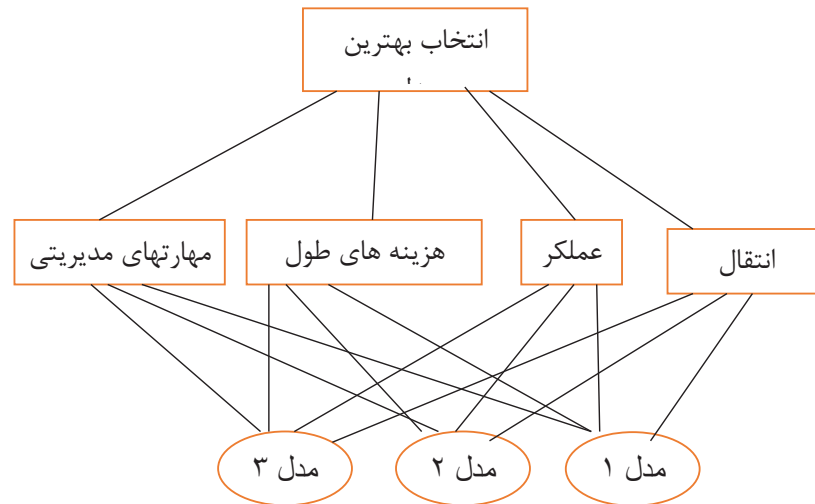 انتخاب بهترین
انتقال
عملکر
هزینه های طول
مهارتهای مدیریتی
مدل ۱
مدل ۲
مدل ۳